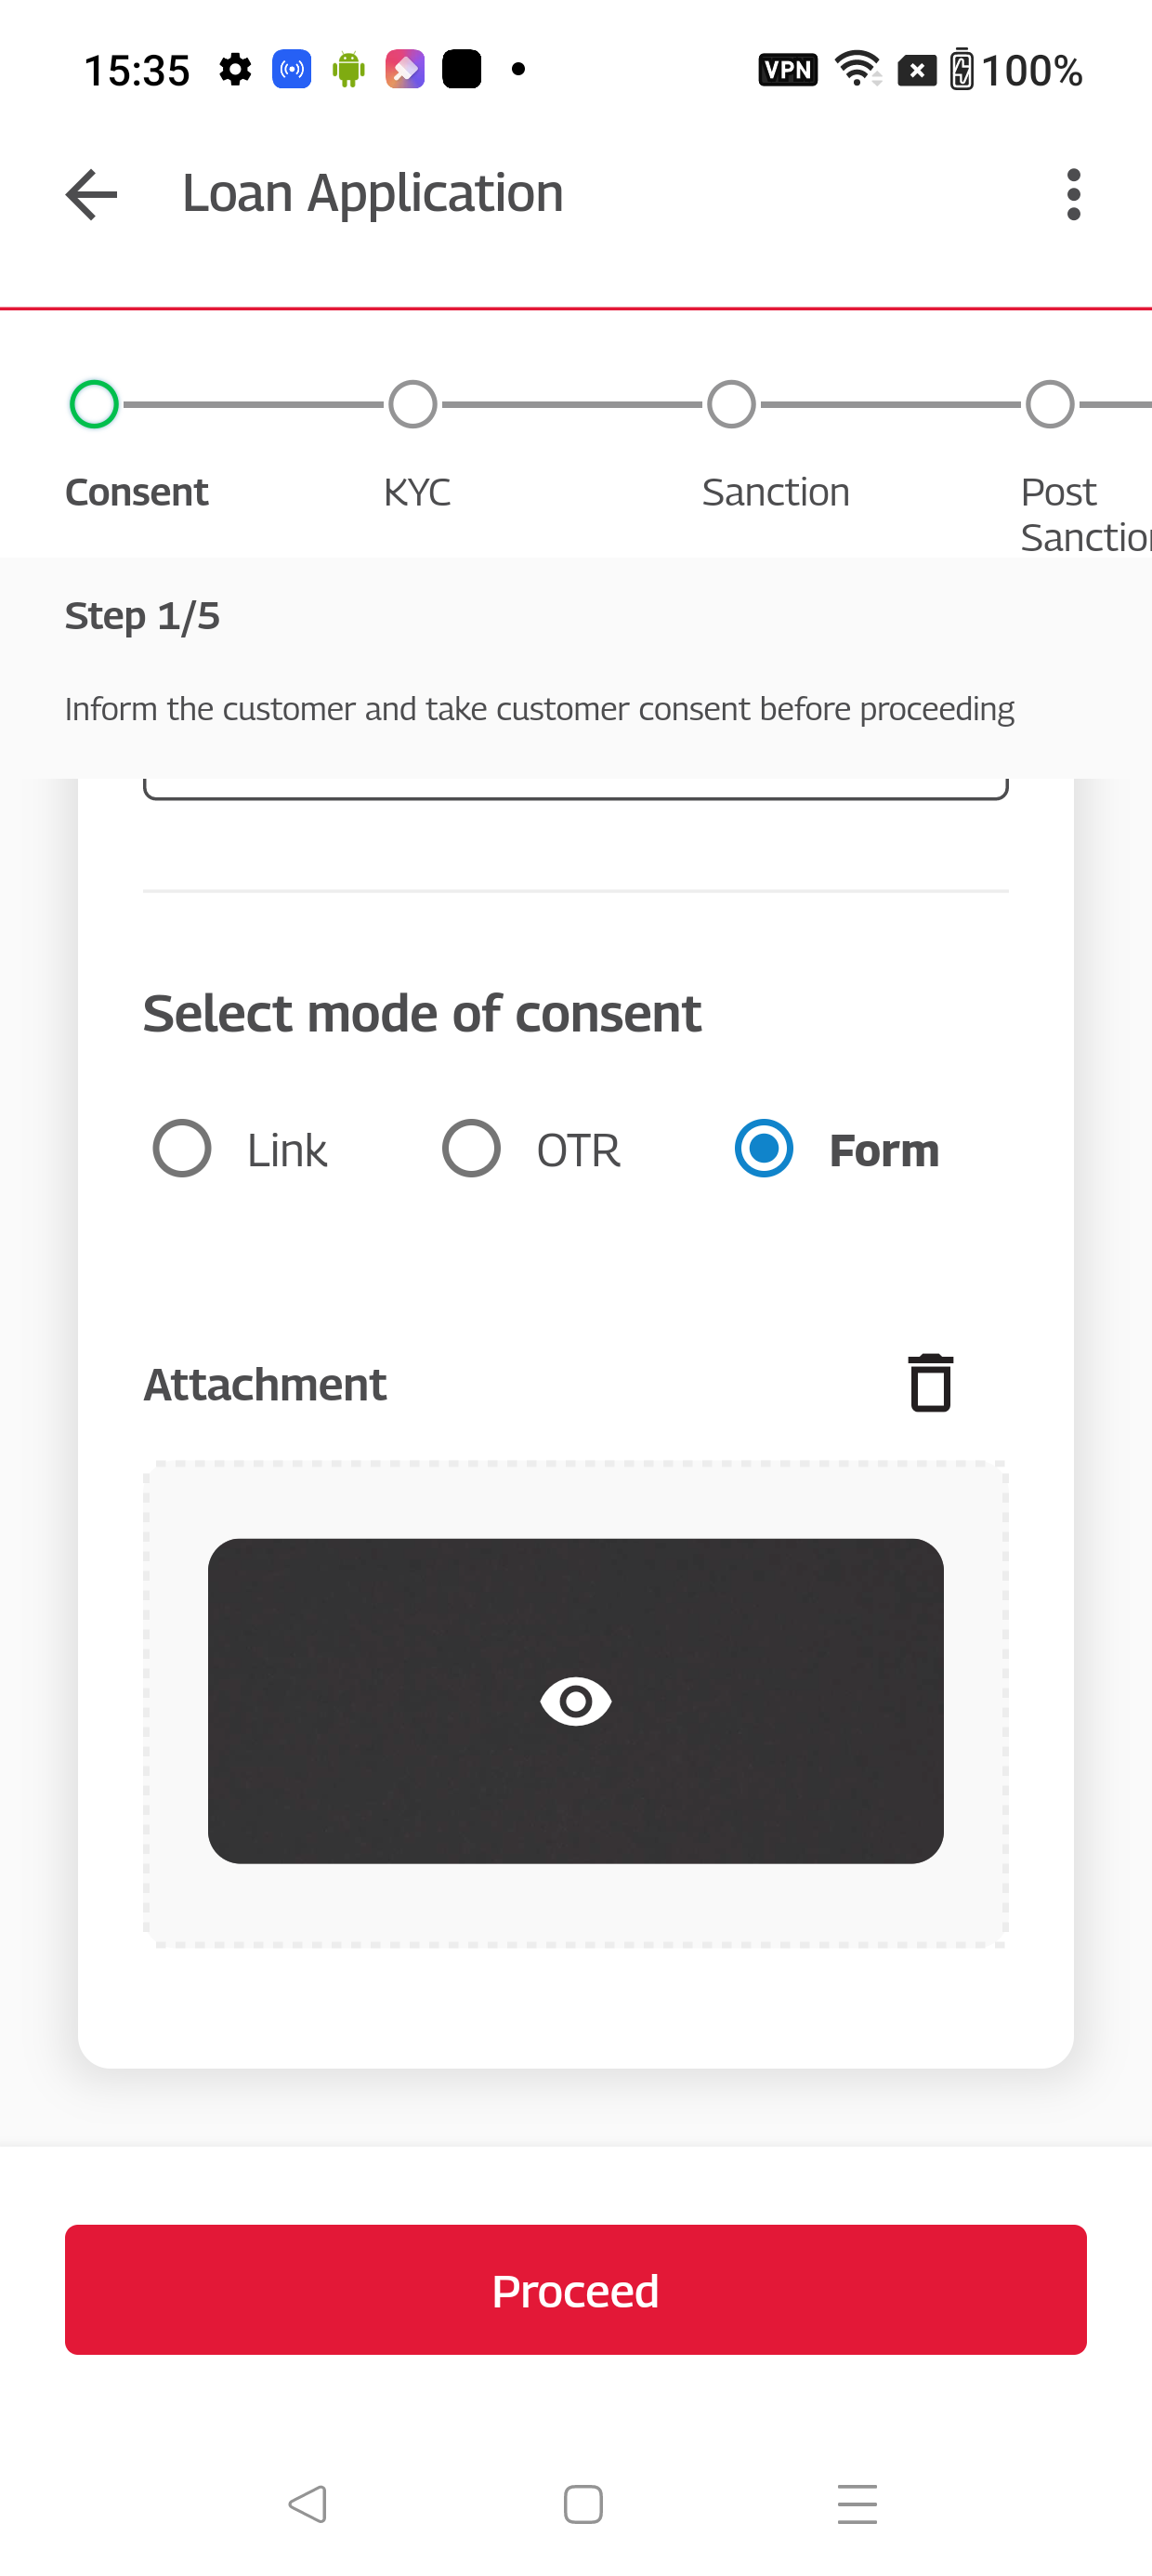 15:35
VPN
100%
Loan Application
Consent
KYC
Sanction
Post
Sanction
Step 1/5
Inform the customer and take customer consent before proceeding
Select mode of consent
Link
OTR
Form
Attachment
Proceed